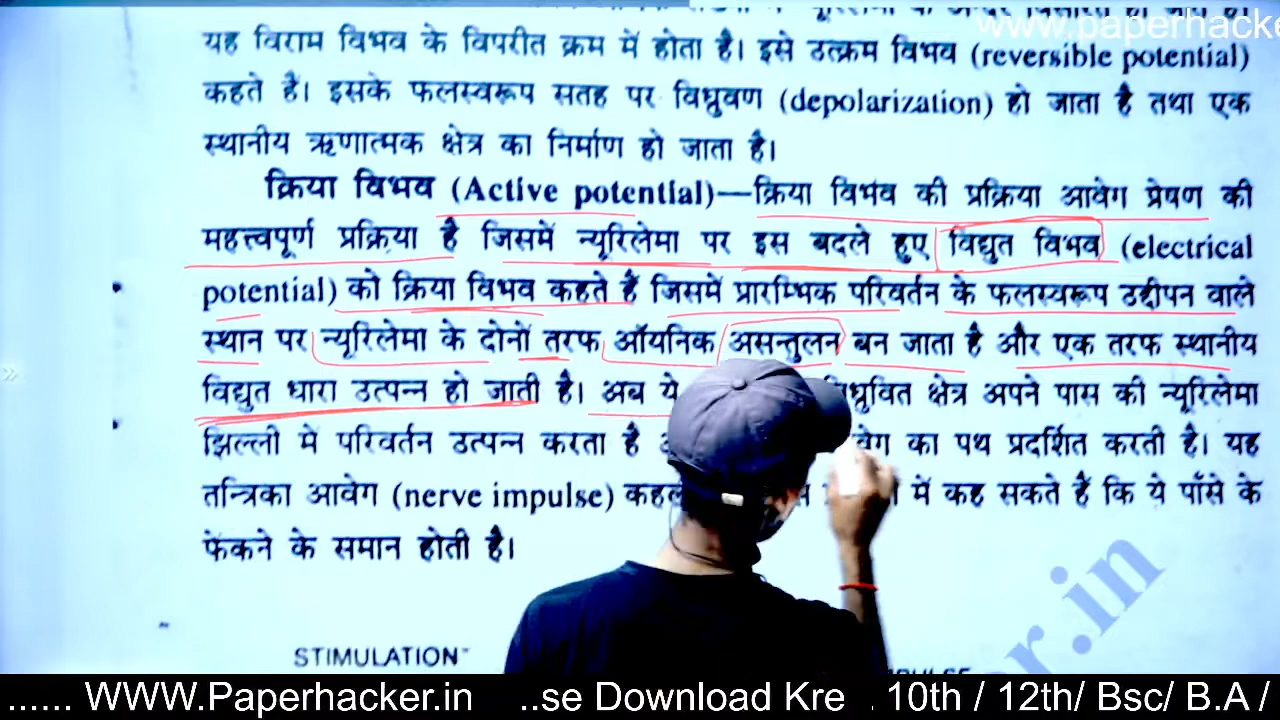 www.paperhacke
यह विराम विभव के विपरीत क्रम में होता है। इसे उत्क्रम विभव (reversible potential)
कहते हैं। इसके फलस्वरूप सतह पर विध्रुवण (depolarization) हो जाता है तथा एक
स्थानीय ऋणात्मक क्षेत्र का निर्माण हो जाता है।
क्रिया विभव (Active potential)—क्रिया विभव की प्रक्रिया आवेग प्रेषण की
महत्त्वपूर्ण प्रक्रिया है जिसमें न्यूरिलेमा पर इस बदले हुए विद्युत विभव (electrical
potential) को क्रिया विभव कहते हैं जिसमें प्रारम्भिक परिवर्तन के फलस्वरूप उद्दीपन वाले
स्थान पर न्यूरिलेमा के दोनों तरफ ऑयनिक असन्तुलन बन जाता है और एक तरफ स्थानीय
विद्युत धारा उत्पन्न हो जाती है। अब ये विध्रुवित क्षेत्र अपने पास की न्यूरिलेमा
झिल्ली में परिवर्तन उत्पन्न करता है का पथ प्रदर्शित करती है। यह
तन्त्रिका आवेग (nerve impulse) में कह सकते हैं कि ये पाँसे के
फेंकने के समान होती है।
STIMULATION
r.in
...... WWW.Paperhacker.in ..se Download Kre . 10th / 12th/ Bsc/ B.A /